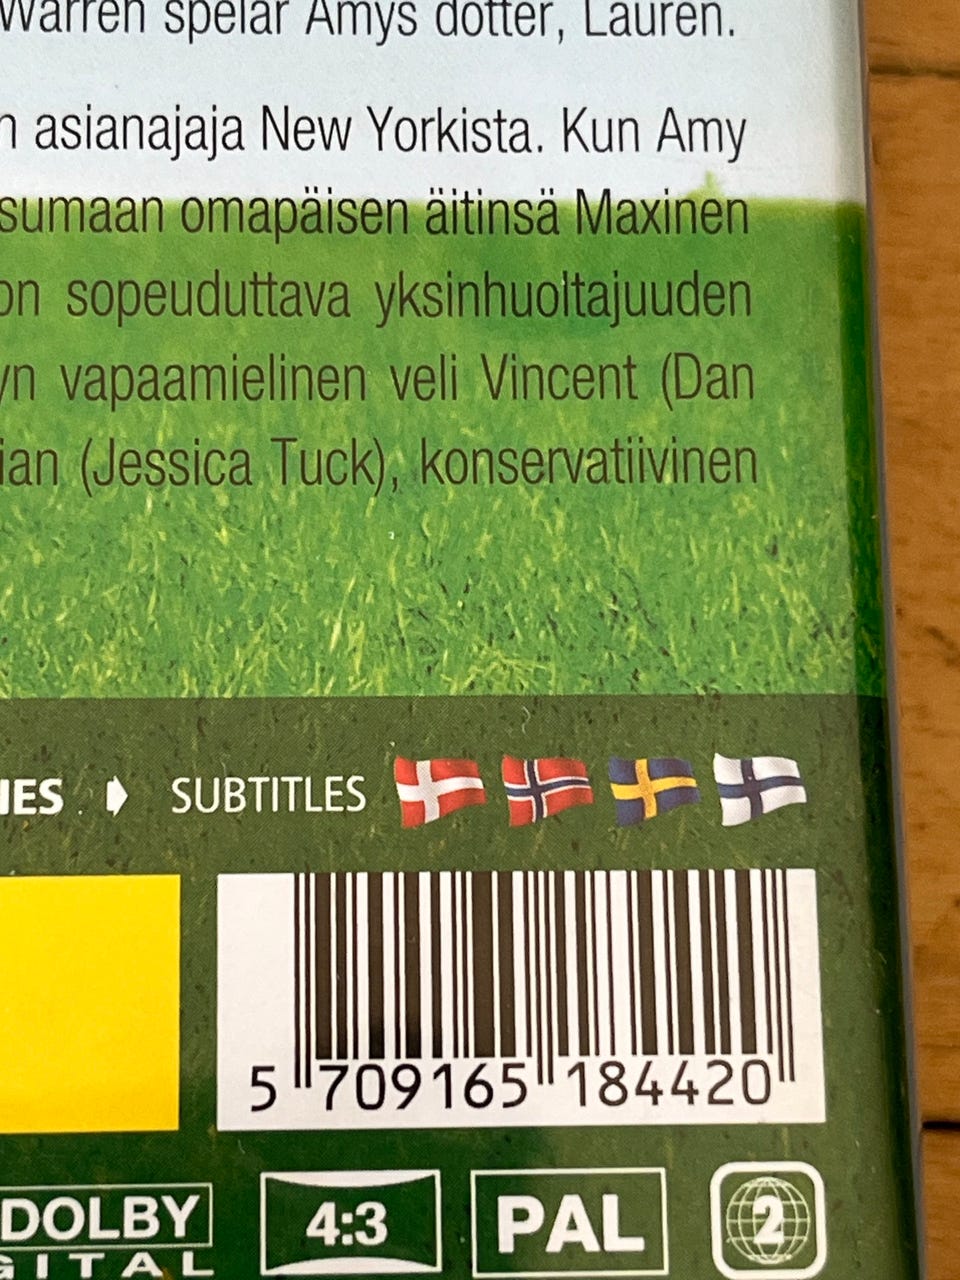 Warren spelar Amys dotter, Lauren.
n asianajaja New Yorkista. Kun Amy
sumaan omapäisen äitinsä Maxinen
on sopeuduttava yksinhuoltajuuden
yn vapaamielinen veli Vincent (Dan
ian (Jessica Tuck), konservatiivinen
IES SUBTITLES
5 709165 184420
DOLBY
GITAL
4:3
PAL
2